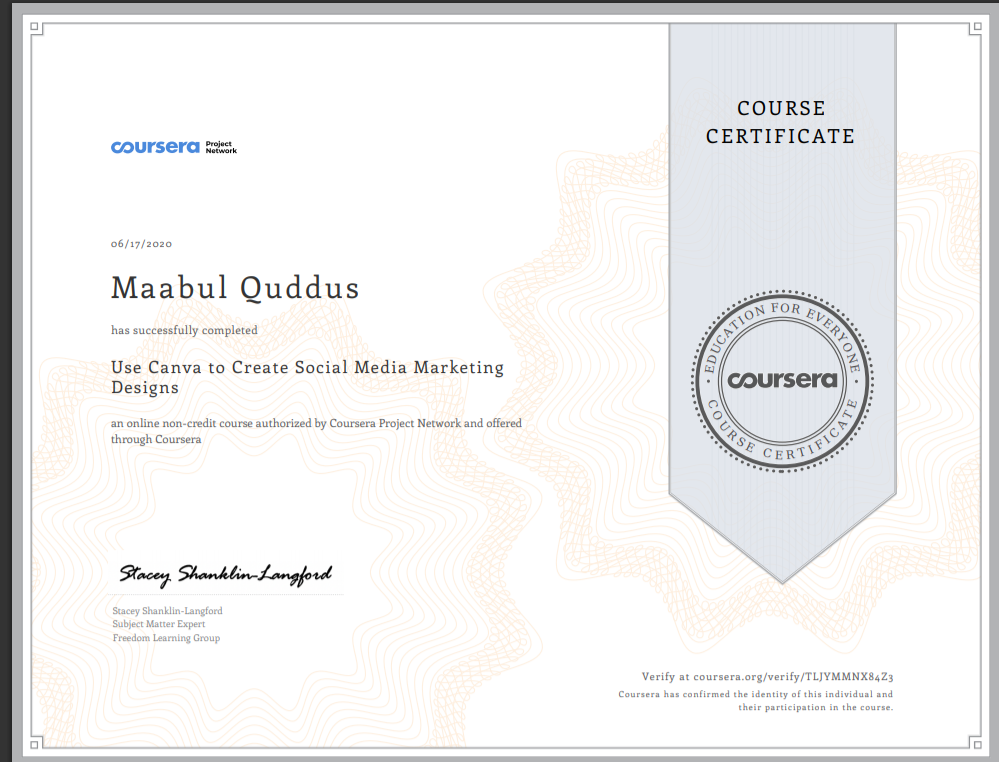 coursera Project
Network
COURSE
CERTIFICATE
06/17/2020
Maabul Quddus
has successfully completed
Use Canva to Create Social Media Marketing
Designs
an online non-credit course authorized by Coursera Project Network and offered
through Coursera
EDUCATION FOR EVERYONE
coursera
COURSE CERTIFICATE
Stacey Shanklin-Langford
Stacey Shanklin-Langford
Subject Matter Expert
Freedom Learning Group
Verify at coursera.org/verify/TLJYMMNX84Z3
Coursera has confirmed the identity of this individual and
their participation in the course.